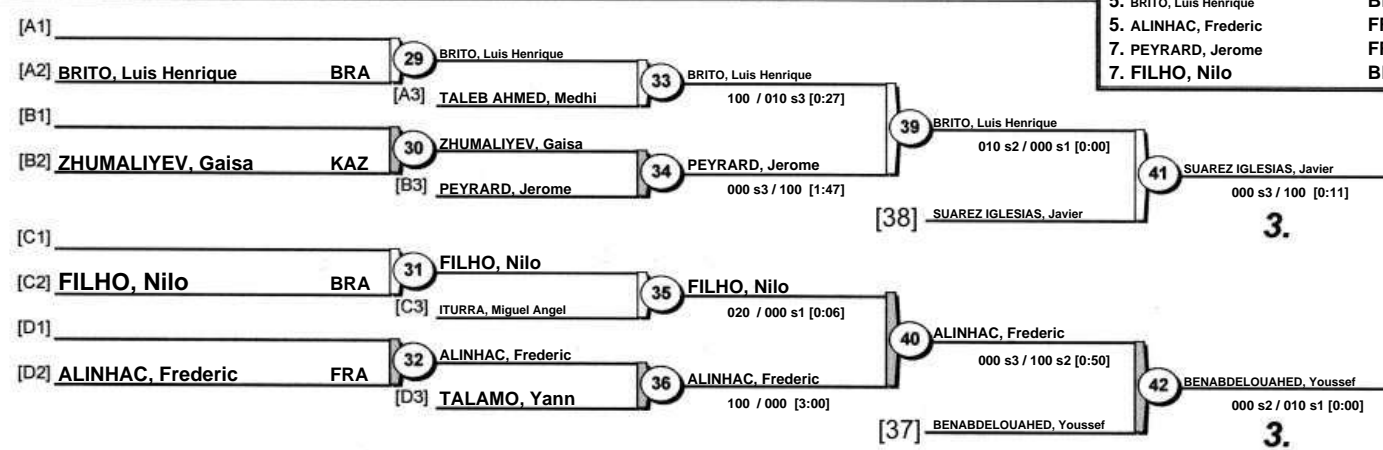 5. BRITO, Luis Henrique
5. ALINHAC, Frederic
7. PEYRARD, Jerome
7. FILHO, Nilo
[A1]
[A2] BRITO, Luis Henrique BRA
29
BRITO, Luis Henrique
[A3] TALEB AHMED, Medhi
33
BRITO, Luis Henrique
100 / 010 s3 [0:27]
[B1]
[B2] ZHUMALIYEV, Gaisa KAZ
30
ZHUMALIYEV, Gaisa
[B3] PEYRARD, Jerome
34
PEYRARD, Jerome
000 s3 / 100 [1:47]
39
BRITO, Luis Henrique
010 s2 / 000 s1 [0:00]
[38] SUAREZ IGLESIAS, Javier
41
SUAREZ IGLESIAS, Javier
000 s3 / 100 [0:11]
3.
[C1]
[C2] FILHO, Nilo BRA
31
FILHO, Nilo
[C3] ITURRA, Miguel Angel
35
FILHO, Nilo
020 / 000 s1 [0:06]
[D1]
[D2] ALINHAC, Frederic FRA
32
ALINHAC, Frederic
[D3] TALAMO, Yann
36
ALINHAC, Frederic
100 / 000 [3:00]
40
ALINHAC, Frederic
000 s3 / 100 s2 [0:50]
[37] BENABDELOUAHED, Youssef
42
BENABDELOUAHED, Youssef
000 s2 / 010 s1 [0:00]
3.